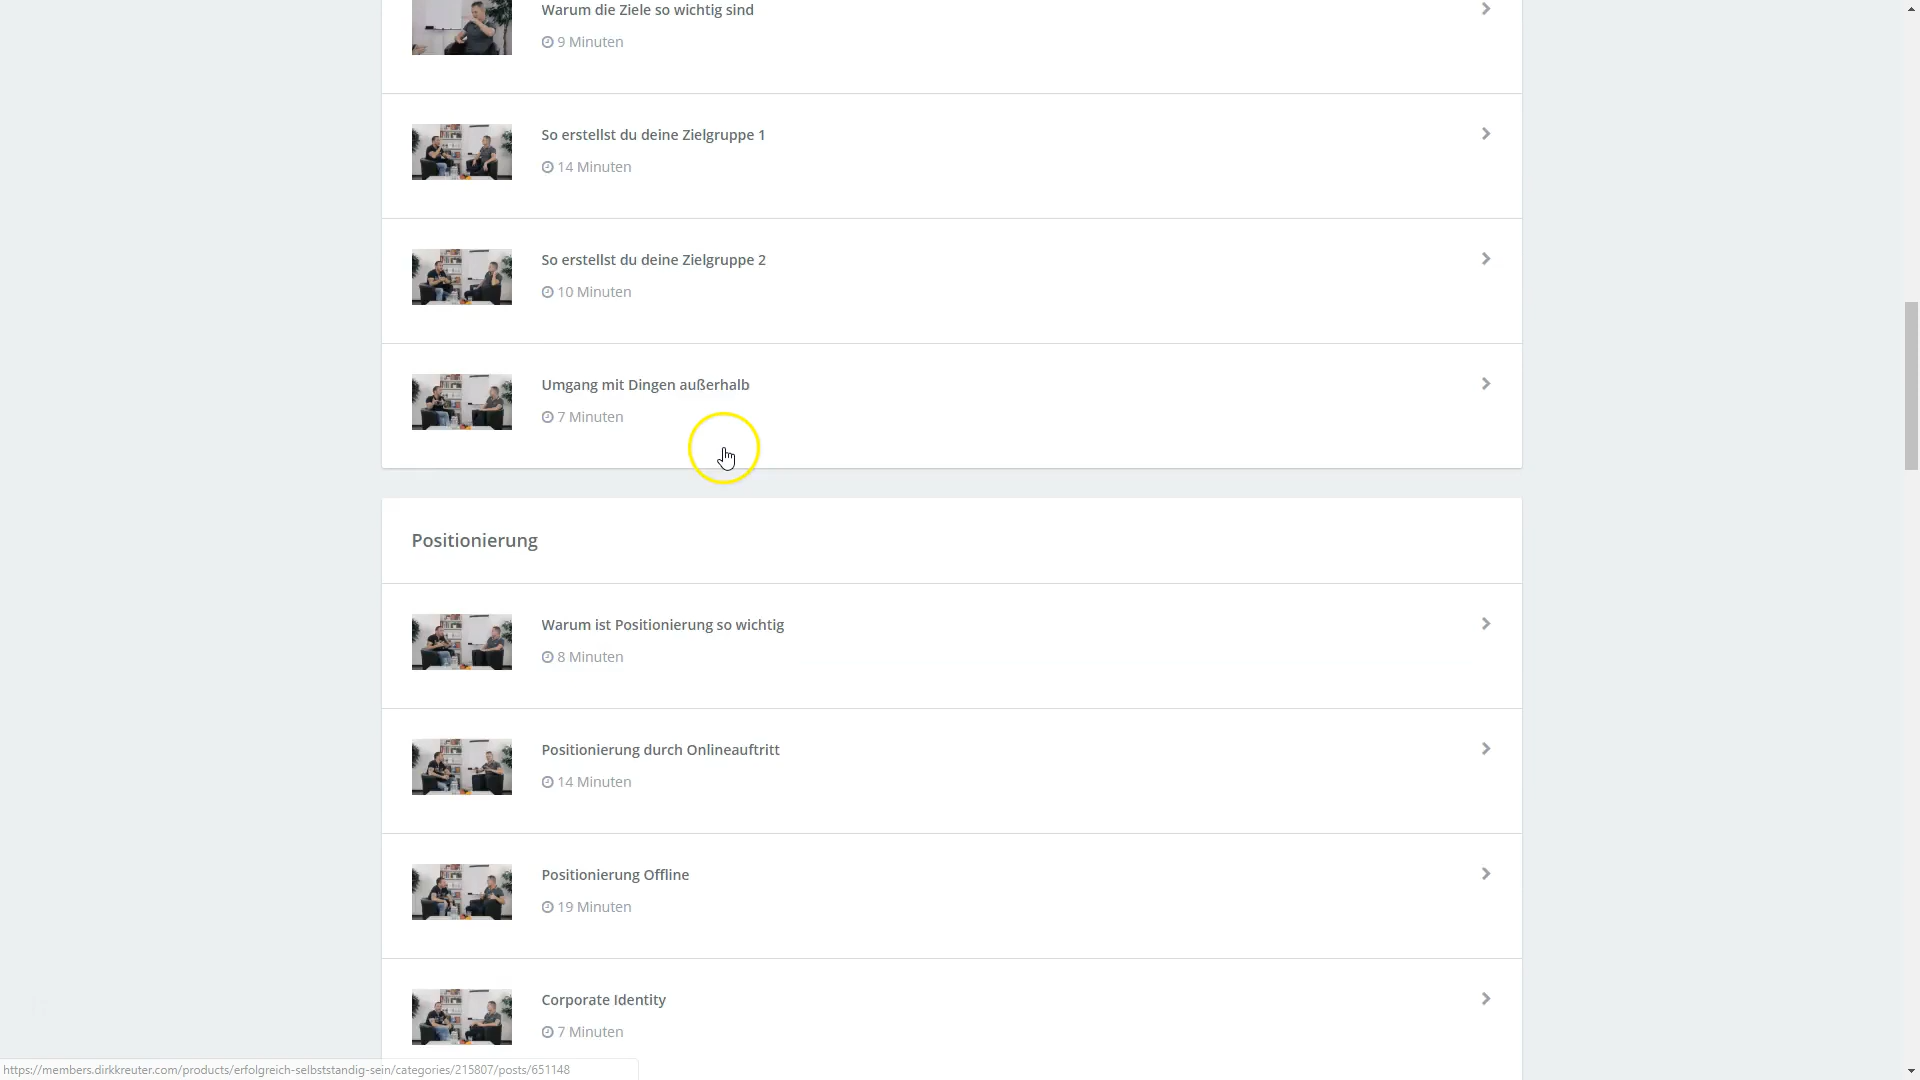 Warum die Ziele so wichtig sind
9 Minuten
So erstellst du deine Zielgruppe 1
14 Minuten
So erstellst du deine Zielgruppe 2
10 Minuten
Umgang mit Dingen außerhalb
7 Minuten
Positionierung
Warum ist Positionierung so wichtig
8 Minuten
Positionierung durch Onlineauftritt
14 Minuten
Positionierung Offline
19 Minuten
Corporate Identity
7 Minuten
https://members.dirkkreuter.com/products/erfolgreich-selbststandig-sein/categories/215807/posts/651148